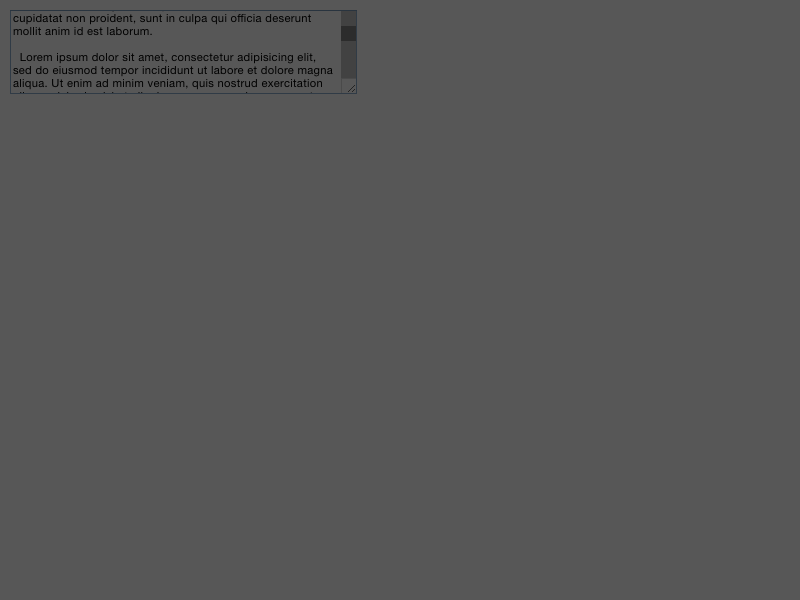 cupidatat non proident, sunt in culpa qui officia deserunt
mollit anim id est laborum.
Lorem ipsum dolor sit amet, consectetur adipisicing elit,
sed do eiusmod tempor incididunt ut labore et dolore magna
aliqua. Ut enim ad minim veniam, quis nostrud exercitation